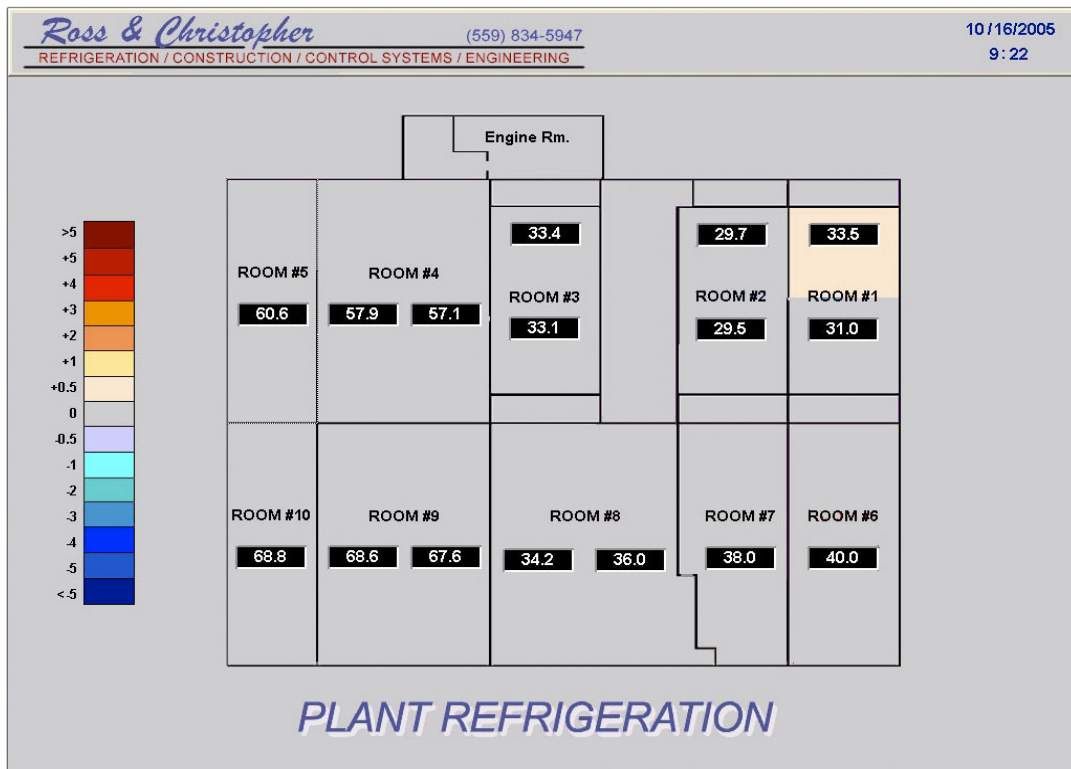 Ross & Christopher (559) 834-5947
REFRIGERATION / CONSTRUCTION / CONTROL SYSTEMS / ENGINEERING
10/16/2005
9:22
Engine Rm.
>5
+5
+4
+3
+2
+1
+0.5
0
-0.5
-1
-2
-3
-4
-5
<-5
ROOM #5
60.6
ROOM #4
57.9 57.1
33.4
ROOM #3
33.1
29.7
ROOM #2
29.5
33.5
ROOM #1
31.0
ROOM #10
68.8
ROOM #9
68.6 67.6
ROOM #8
34.2 36.0
ROOM #7
38.0
ROOM #6
40.0
PLANT REFRIGERATION